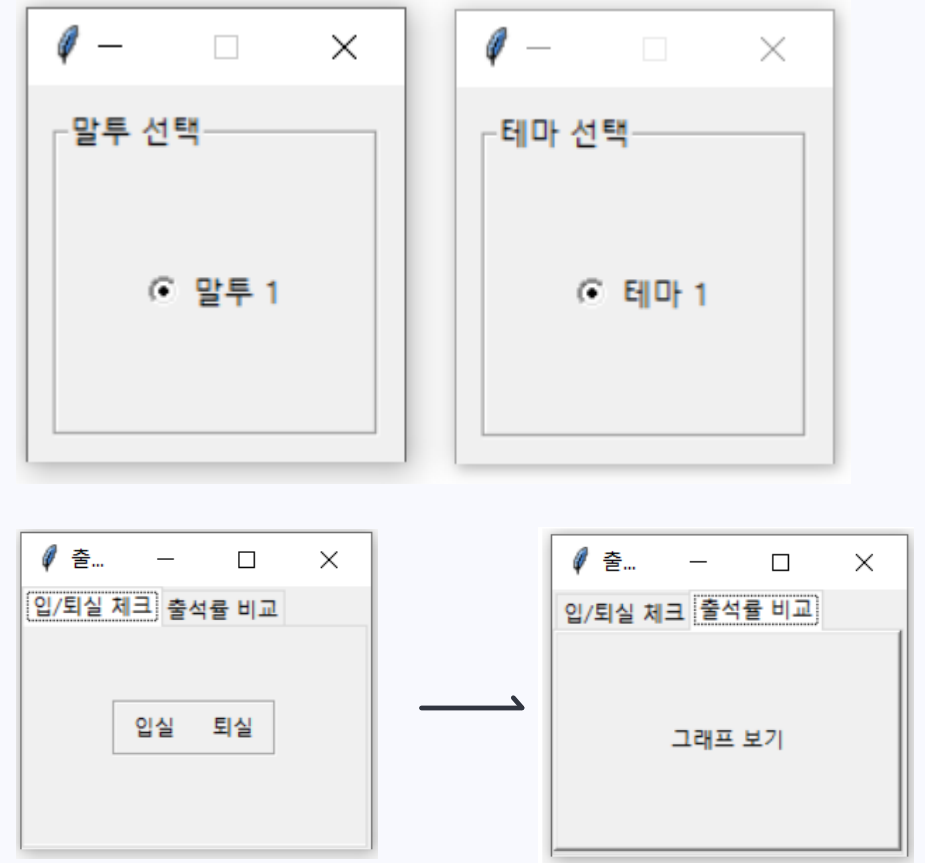 말투 선택
말투 1
테마 선택
테마 1
출...
입/퇴실 체크 출석률 비교
입실 퇴실
출...
입/퇴실 체크 출석률 비교
그래프 보기